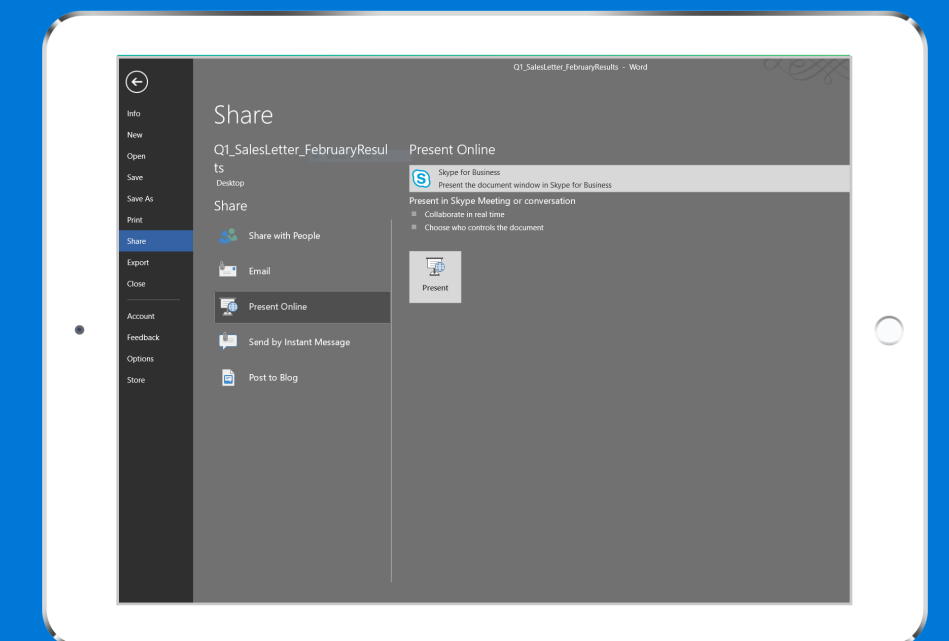 Q1_SalesLetter_FebruaryResults - Word
Info
New
Open
Save
Save As
Print
Share
Export
Close
Account
Feedback
Options
Store
Share
Q1_SalesLetter_FebruaryResul
ts
Desktop
Share
Share with People
Email
Present Online
Send by Instant Message
Post to Blog
Present Online
Skype for Business
Present the document window in Skype for Business
Present in Skype Meeting or conversation
Collaborate in real time
Choose who controls the document
Present